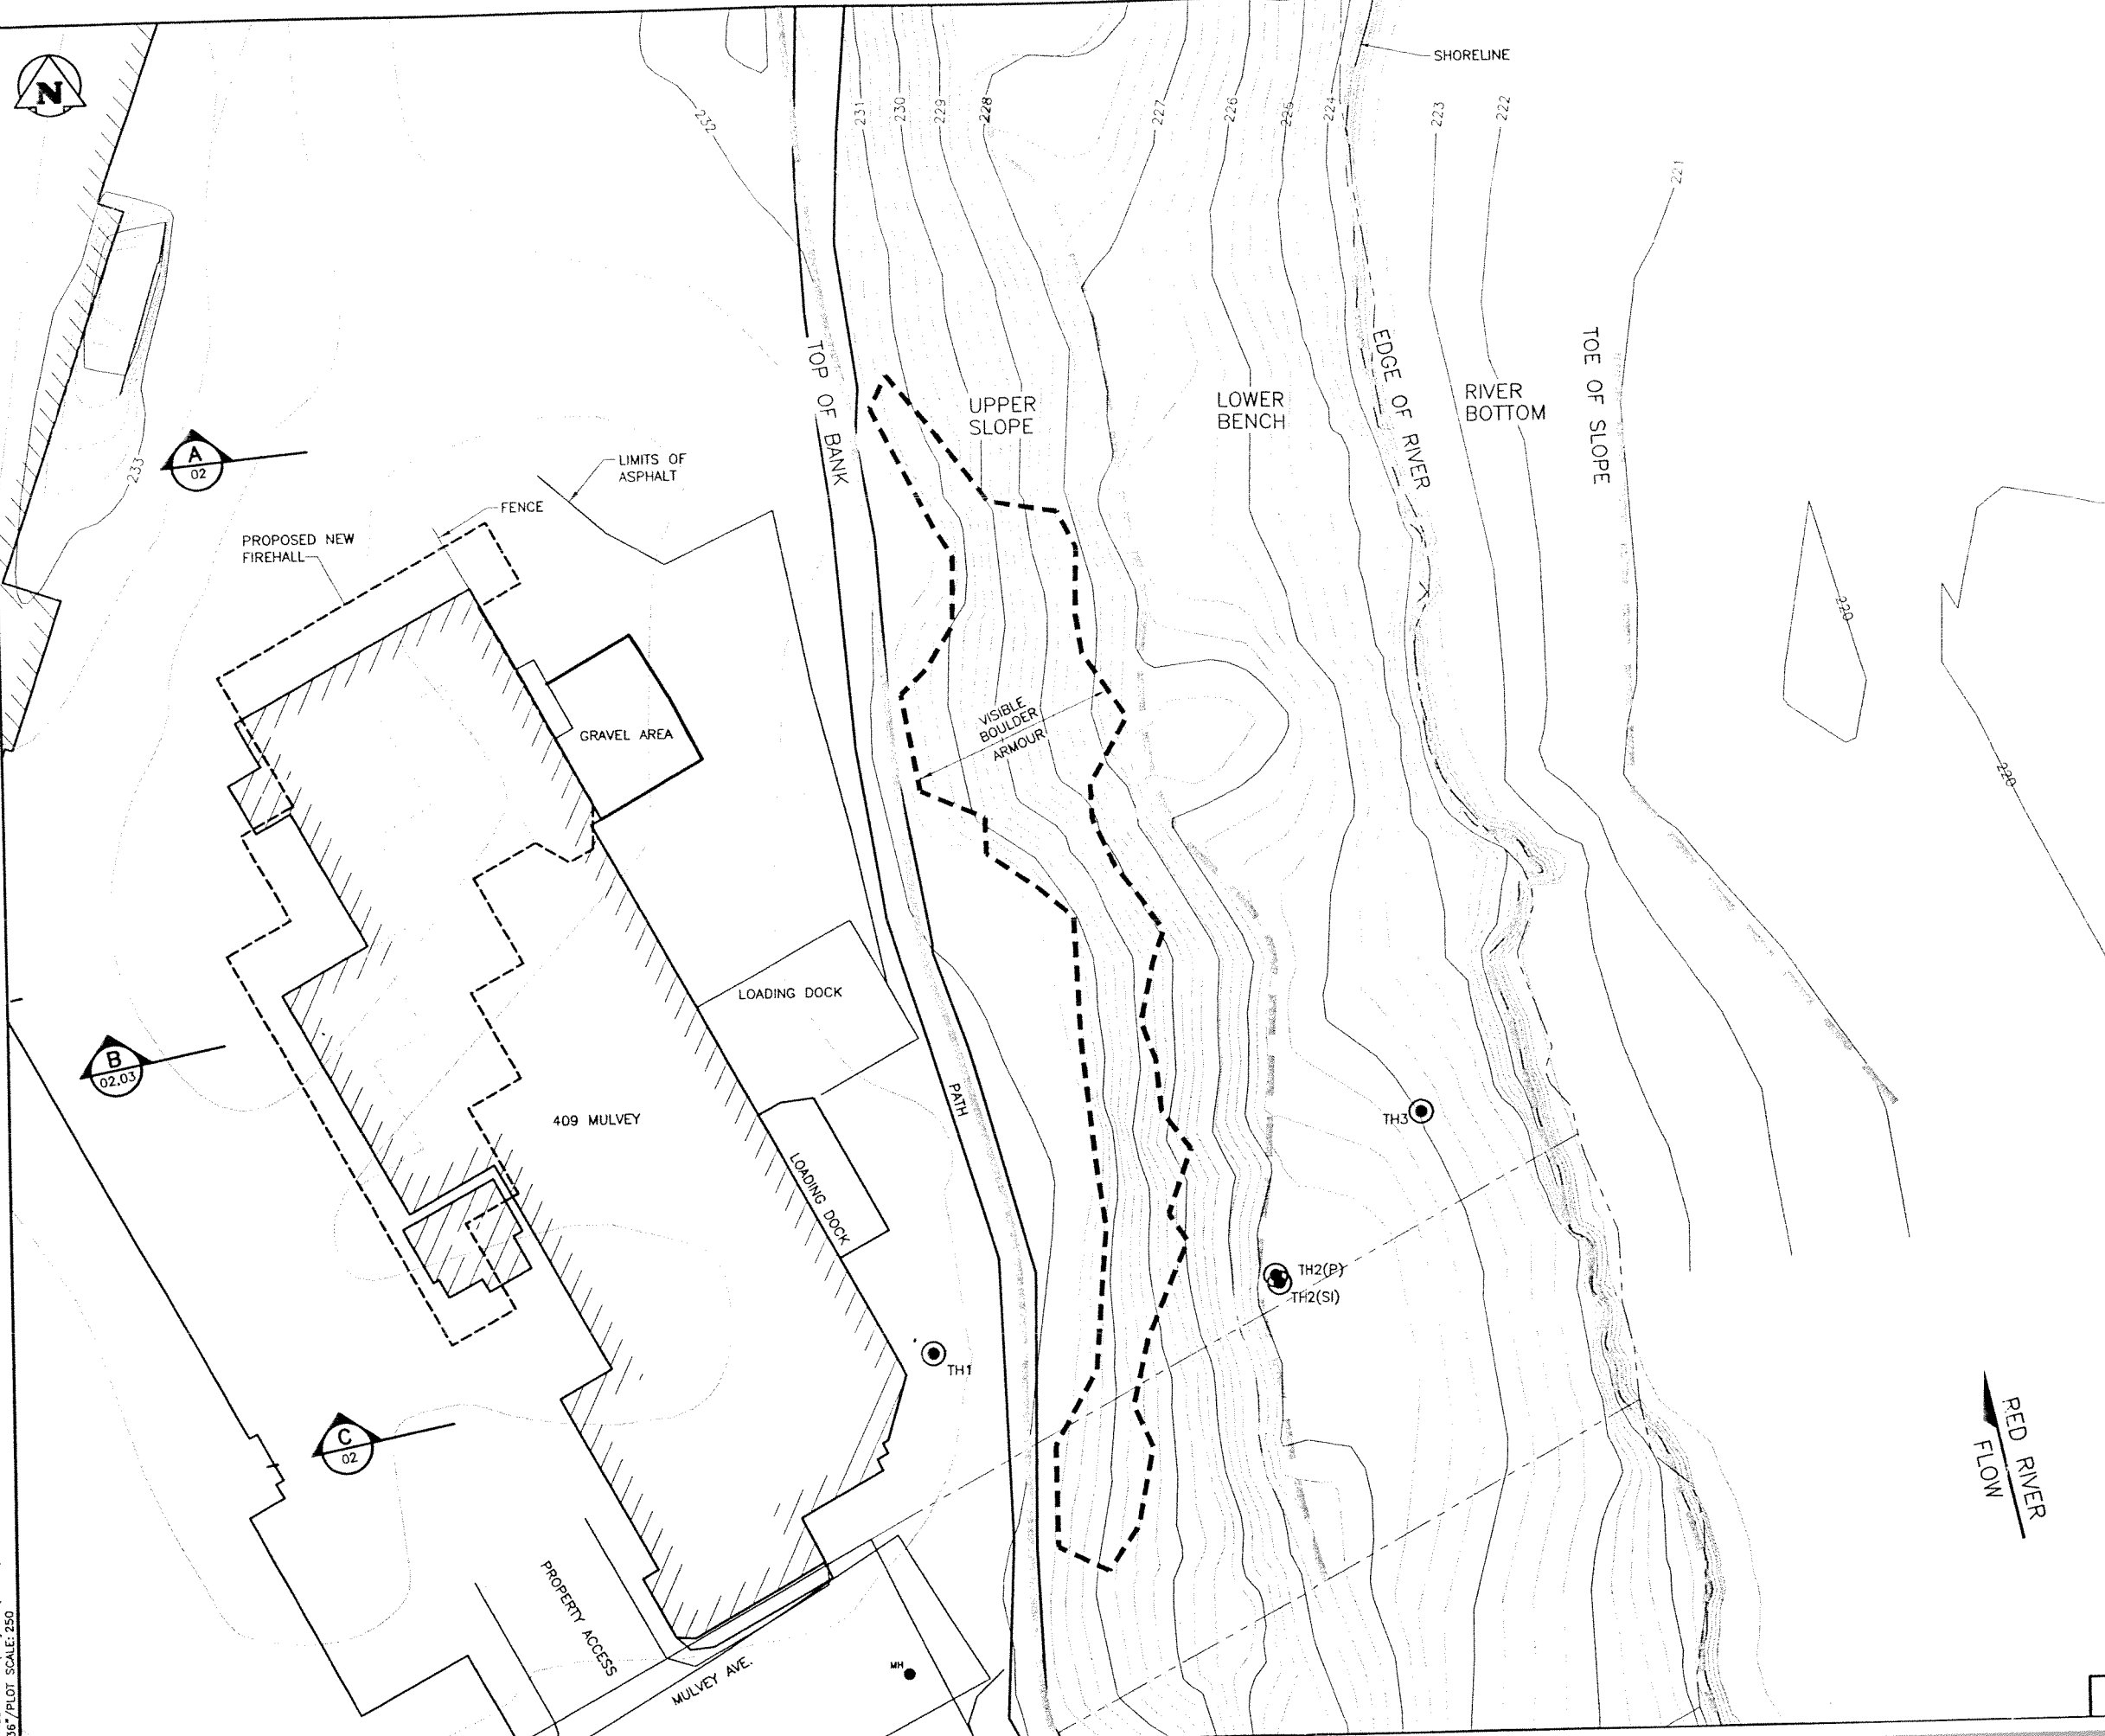 N
SHORELINE
232
231
230
229
228
227
226
225
224
223
222
221
TOP OF BANK
UPPER
SLOPE
LOWER
BENCH
EDGE OF RIVER
RIVER
BOTTOM
TOE OF SLOPE
A
02
233
LIMITS OF
ASPHALT
FENCE
PROPOSED NEW
FIREHALL
220
220
VISIBLE
BOULDER
ARMOUR
GRAVEL AREA
LOADING DOCK
B
02,03
409 MULVEY
PATH
LOADING DOCK
TH3
TH2(P)
TH2(SI)
TH1
C
02
RED RIVER
FLOW
PROPERTY ACCESS
MULVEY AVE.
MH
36"/PLOT SCALE: 250